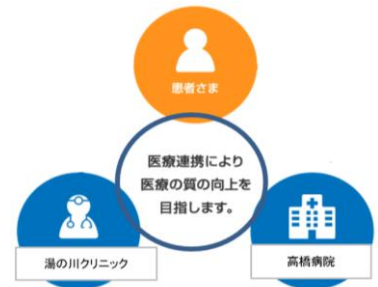 患者さま
医療連携により
医療の質の向上を
目指します。
湯の川クリニック
高橋病院